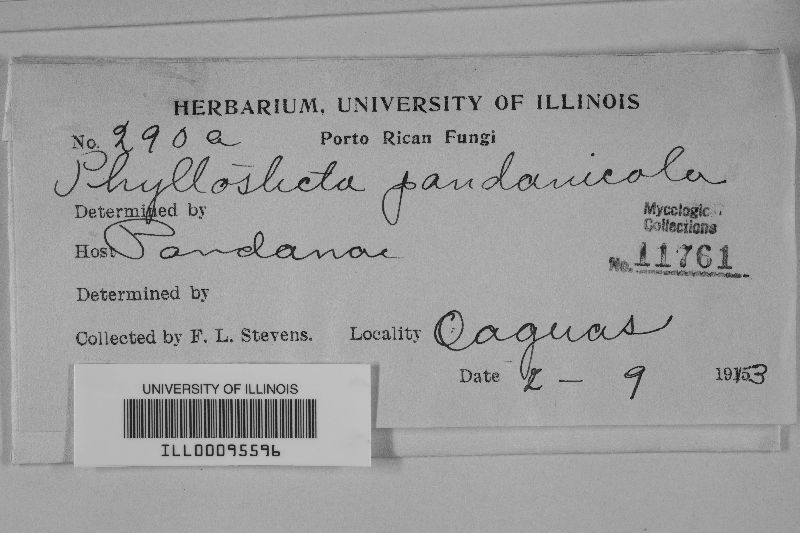 HERBARIUM, UNIVERSITY OF ILLINOIS
No. 290a Porto Rican Fungi
Phyllosticta pandanicola
Determined by
Mycologic
Collections
Host Pandanae
No. 11761
Determined by
Collected by F. L. Stevens. Locality Caguas
Date 2 - 9 1913
UNIVERSITY OF ILLINOIS
ILL00095596